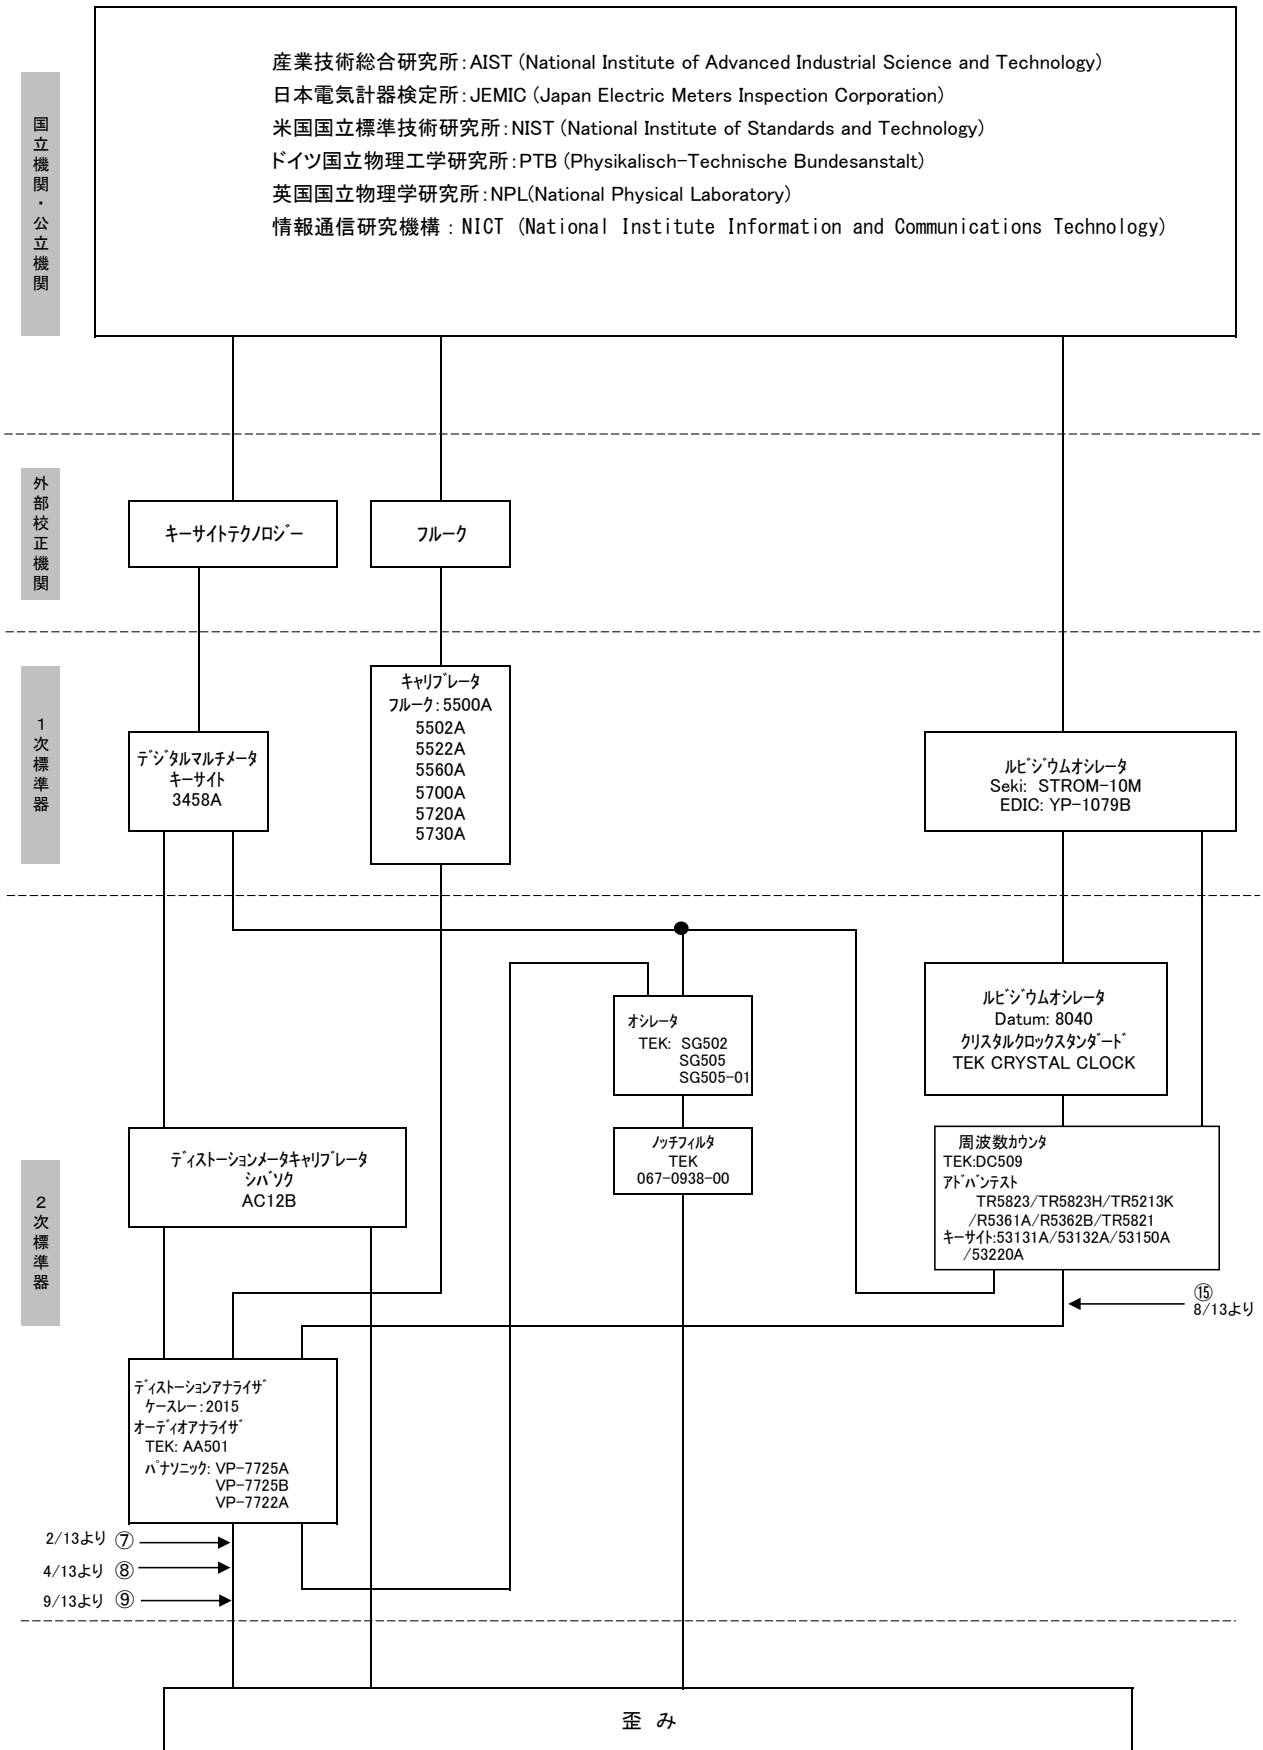 産業技術総合研究所：AIST (National Institute of Advanced Industrial Science and Technology)
日本電気計器検定所：JEMIC (Japan Electric Meters Inspection Corporation)
米国国立標準技術研究所：NIST (National Institute of Standards and Technology)
ドイツ国立物理工学研究所：PTB (Physikalisch-Technische Bundesanstalt)
英国国立物理学研究所：NPL(National Physical Laboratory)
情報通信研究機構：NICT (National Institute Information and Communications Technology)
国立機関・公立機関
外部校正機関
ｷｰｻｲﾄﾃｸﾉﾛｼﾞｰ
ﾌﾙｰｸ
1次標準器
ﾃﾞｼﾞﾀﾙﾏﾙﾁﾒｰﾀ
ｷｰｻｲﾄ
3458A
ｷｬﾘﾌﾞﾚｰﾀ
ﾌﾙｰｸ：5500A
5502A
5522A
5560A
5700A
5720A
5730A
ﾙﾋﾞｼﾞｳﾑｵｼﾚｰﾀ
Seki: STROM-10M
EDIC: YP-1079B
2次標準器
ｵｼﾚｰﾀ
TEK: SG502
SG505
SG505-01
ﾙﾋﾞｼﾞｳﾑｵｼﾚｰﾀ
Datum: 8040
ｸﾘｽﾀﾙｸﾛｯｸｽﾀﾝﾀﾞｰﾄﾞ
TEK CRYSTAL CLOCK
ﾃﾞｨｽﾄｰｼｮﾝﾒｰﾀｷｬﾘﾌﾞﾚｰﾀ
ｼﾊﾞｿｸ
AC12B
ﾉｯﾁﾌｨﾙﾀ
TEK
067-0938-00
周波数ｶｳﾝﾀ
TEK:DC509
ｱﾄﾞﾊﾞﾝﾃｽﾄ
TR5823/TR5823H/TR5213K
/R5361A/R5362B/TR5821
ｷｰｻｲﾄ:53131A/53132A/53150A
/53220A
⑮
8/13より
ﾃﾞｨｽﾄｰｼｮﾝｱﾅﾗｲｻﾞ
ｹｰｽﾚｰ：2015
ｵｰﾃﾞｨｵｱﾅﾗｲｻﾞ
TEK: AA501
ﾊﾟﾅｿﾆｯｸ: VP-7725A
VP-7725B
VP-7722A
2/13より ⑦
4/13より ⑧
9/13より ⑨
歪 み